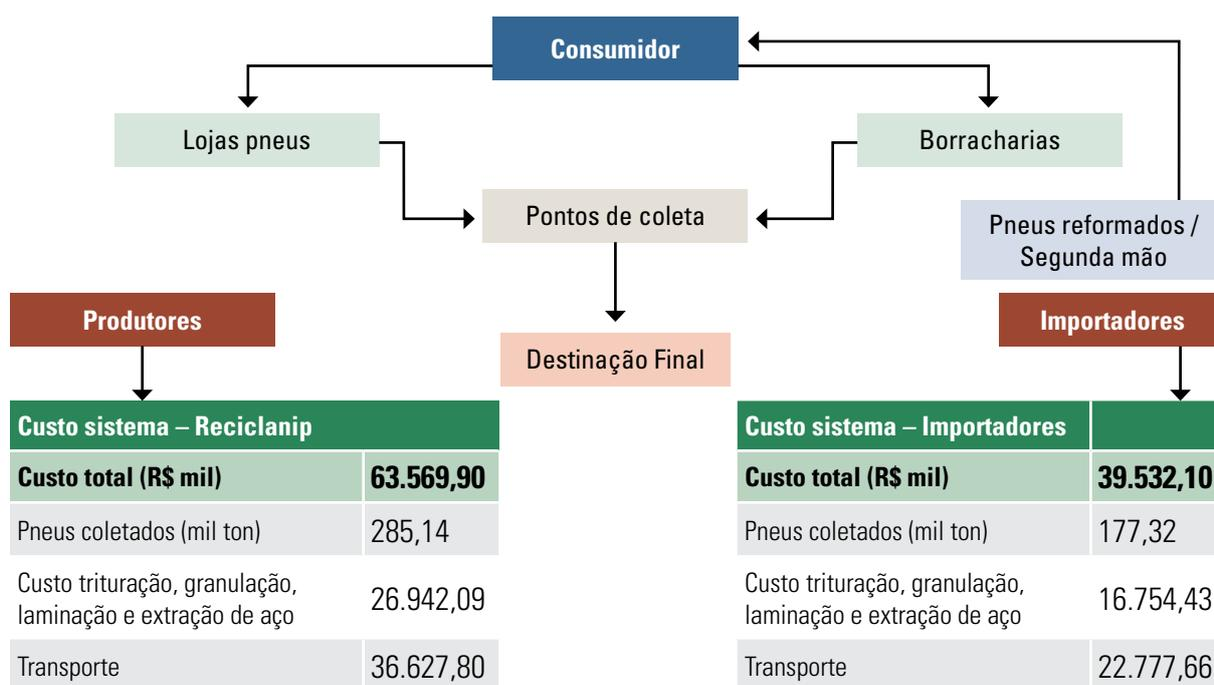 Consumidor
Lojas pneus
Borracharias
Pontos de coleta
Pneus reformados /
Segunda mão
Produtores
Importadores
Destinação Final
Custo sistema – Reciclanip
Custo total (R$ mil) 63.569,90
Pneus coletados (mil ton) 285,14
Custo trituração, granulação,
laminação e extração de aço 26.942,09
Transporte 36.627,80
Custo sistema – Importadores
Custo total (R$ mil) 39.532,10
Pneus coletados (mil ton) 177,32
Custo trituração, granulação,
laminação e extração de aço 16.754,43
Transporte 22.777,66